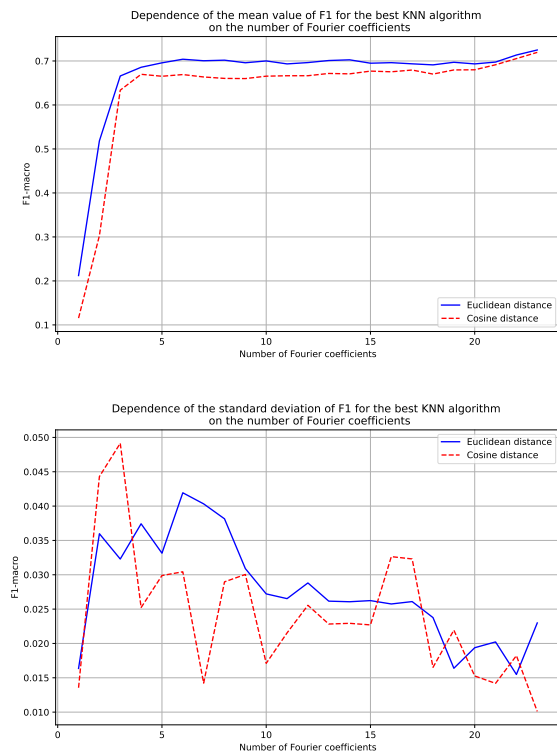 Dependence of the mean value of F1 for the best KNN algorithm
on the number of Fourier coefficients
0.7
0.6
0.5
0.4
0.3
0.2
0.1
F1-macro
Euclidean distance
Cosine distance
0 5 10 15 20
Number of Fourier coefficients
Dependence of the standard deviation of F1 for the best KNN algorithm
on the number of Fourier coefficients
0.050
0.045
0.040
0.035
0.030
0.025
0.020
0.015
0.010
F1-macro
Euclidean distance
Cosine distance
0 5 10 15 20
Number of Fourier coefficients